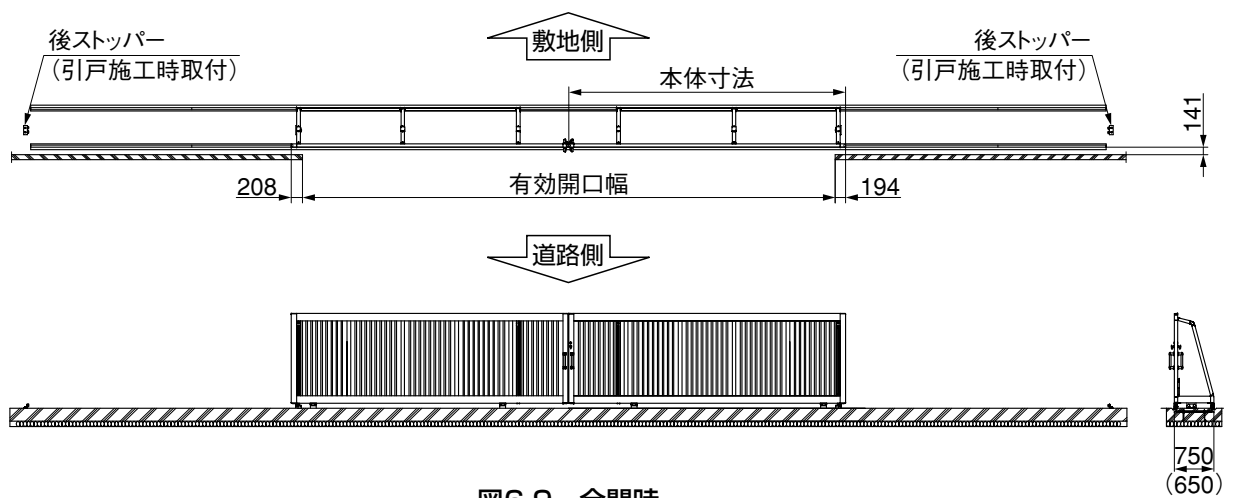 後ストッパー
（引戸施工時取付）
敷地側
後ストッパー
（引戸施工時取付）
本体寸法
141
208
有効開口幅
194
道路側
750
（650）